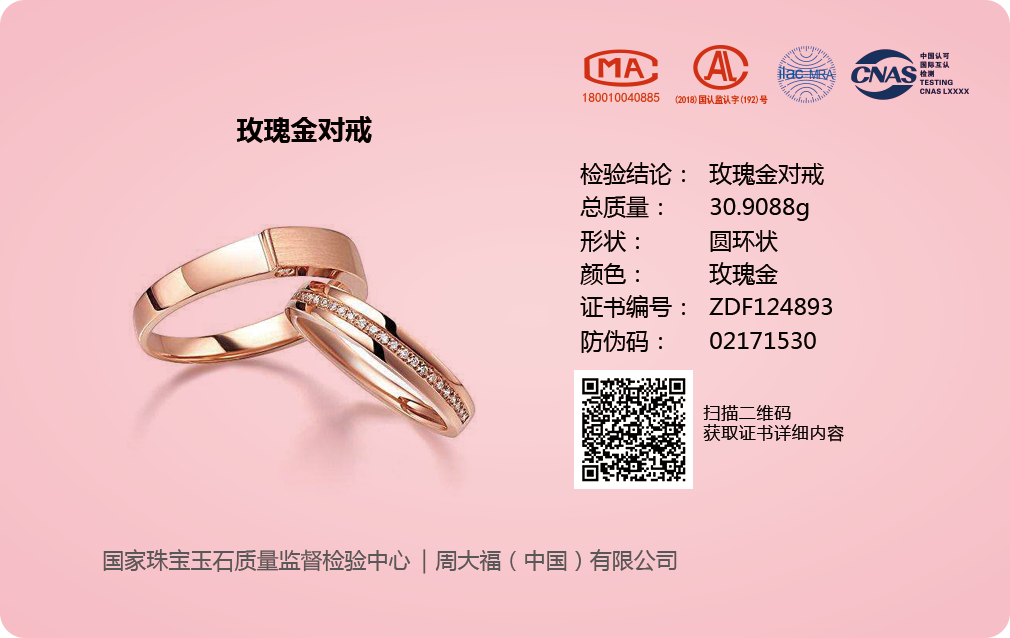 CMA
180010040885
CAL
(2018)国认监认字(192)号
ilac-MRA
CNAS
中国认可
国际互认
检测
TESTING
CNAS LXXXX
玫瑰金对戒
检验结论： 玫瑰金对戒
总质量： 30.9088g
形状： 圆环状
颜色： 玫瑰金
证书编号： ZDF124893
防伪码： 02171530
扫描二维码
获取证书详细内容
国家珠宝玉石质量监督检验中心｜周大福（中国）有限公司